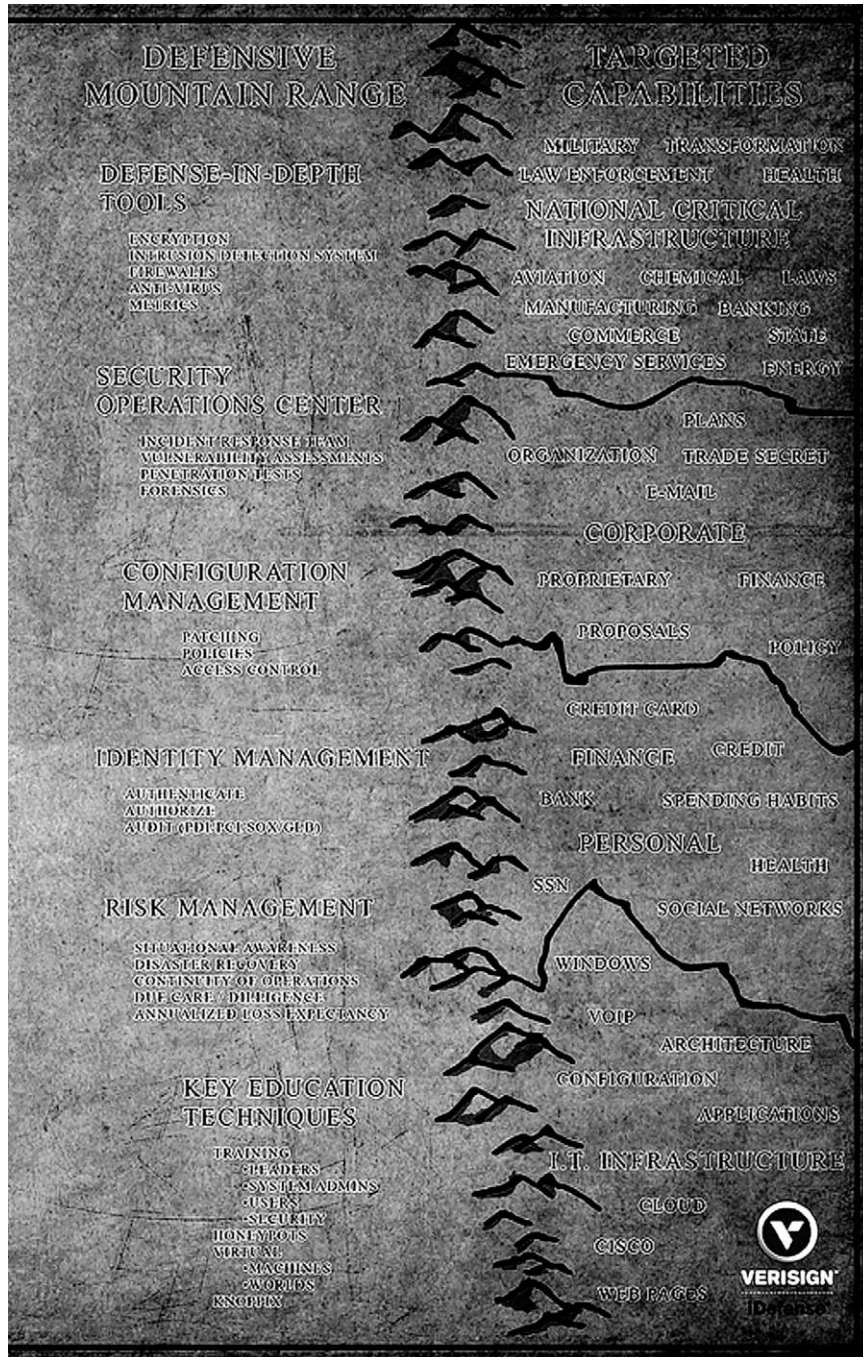 DEFENSIVE
MOUNTAIN RANGE
DEFENSE-IN-DEPTH
TOOLS
ENCRYPTION
INTRUSION DETECTION SYSTEM
FIREWALLS
ANTI-VIRUS
METRICS
SECURITY
OPERATIONS CENTER
INCIDENT RESPONSE TEAM
VULNERABILITY ASSESSMENTS
PENETRATION TESTS
FORENSICS
CONFIGURATION
MANAGEMENT
PATCHING
POLICIES
ACCESS CONTROL
IDENTITY MANAGEMENT
AUTHENTICATE
AUTHORIZE
AUDIT
RISK MANAGEMENT
SITUATIONAL AWARENESS
DISASTER RECOVERY
CONTINUITY OF OPERATIONS
DUE CARE / DILLIGENCE
ANNUALIZED LOSS EXPECTANCY
KEY EDUCATION
TECHNIQUES
TRAINING
•LEADERS
•SYSTEM ADMINS
•USERS
•SECURITY
HONEYPOTS
VIRTUAL
•MACHINES
•WORLDS
KNOPPIX
TARGETED
CAPABILITIES
MILITARY TRANSFORMATION
LAW ENFORCEMENT HEALTH
NATIONAL CRITICAL
INFRASTRUCTURE
AVIATION CHEMICAL LAWS
MANUFACTURING BANKING
COMMERCE STATE
EMERGENCY SERVICES ENERGY
PLANS
ORGANIZATION TRADE SECRET
E-MAIL
CORPORATE
PROPRIETARY FINANCE
PROPOSALS
POLICY
CREDIT CARD
FINANCE CREDIT
BANK SPENDING HABITS
PERSONAL
HEALTH
SSN
SOCIAL NETWORKS
WINDOWS
VOIP
ARCHITECTURE
CONFIGURATION
APPLICATIONS
I.T. INFRASTRUCTURE
CLOUD
CISCO
WEB PAGES
VERISIGN
iDefense